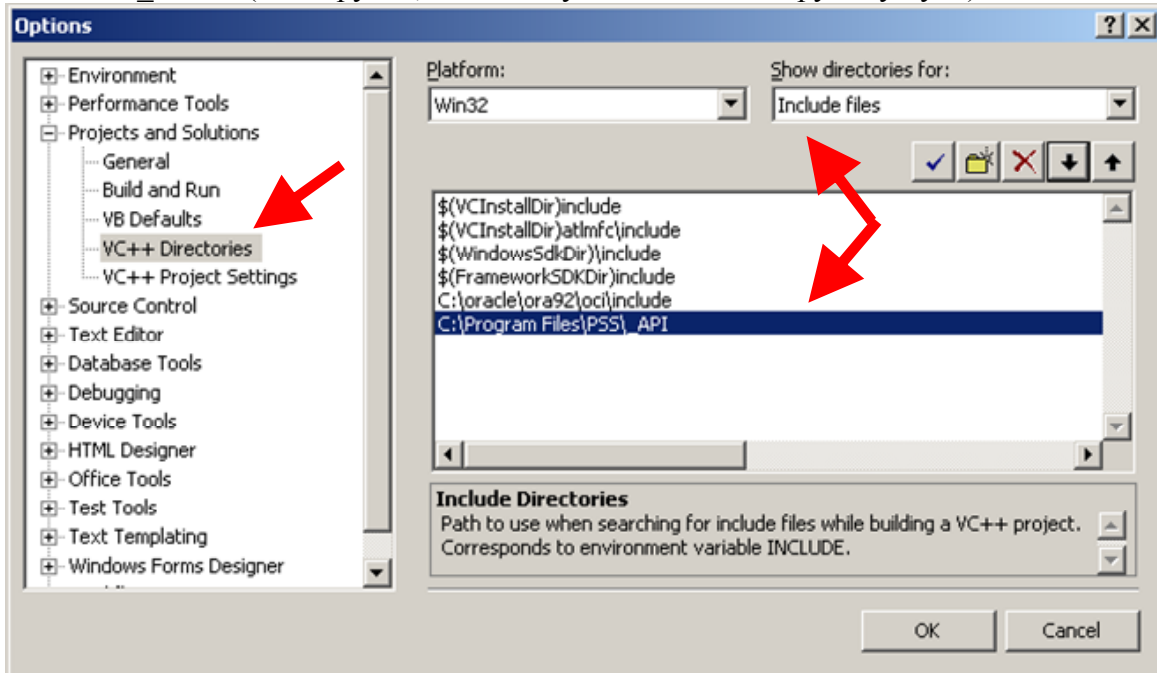 Options
Environment
Performance Tools
Projects and Solutions
General
Build and Run
VB Defaults
VC++ Directories
VC++ Project Settings
Source Control
Text Editor
Database Tools
Debugging
Device Tools
HTML Designer
Office Tools
Test Tools
Text Templating
Windows Forms Designer
Platform:
Win32
Show directories for:
Include files
$(VCInstallDir)include
$(VCInstallDir)atlmfc\include
$(WindowsSdkDir)\include
$(FrameworkSDKDir)include
C:\oracle\ora92\oci\include
C:\Program Files\PSS\_API
Include Directories
Path to use when searching for include files while building a VC++ project.
Corresponds to environment variable INCLUDE.
OK
Cancel